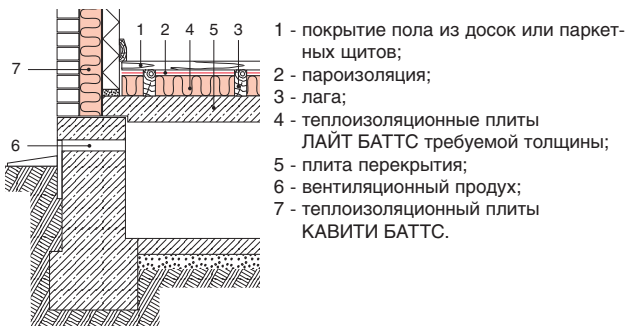 1 2 4 5 3
7
6
1 - покрытие пола из досок или паркет-
ных щитов;
2 - пароизоляция;
3 - лага;
4 - теплоизоляционные плиты
ЛАЙТ БАТТС требуемой толщины;
5 - плита перекрытия;
6 - вентиляционный продух;
7 - теплоизоляционный плиты
КАВИТИ БАТТС.